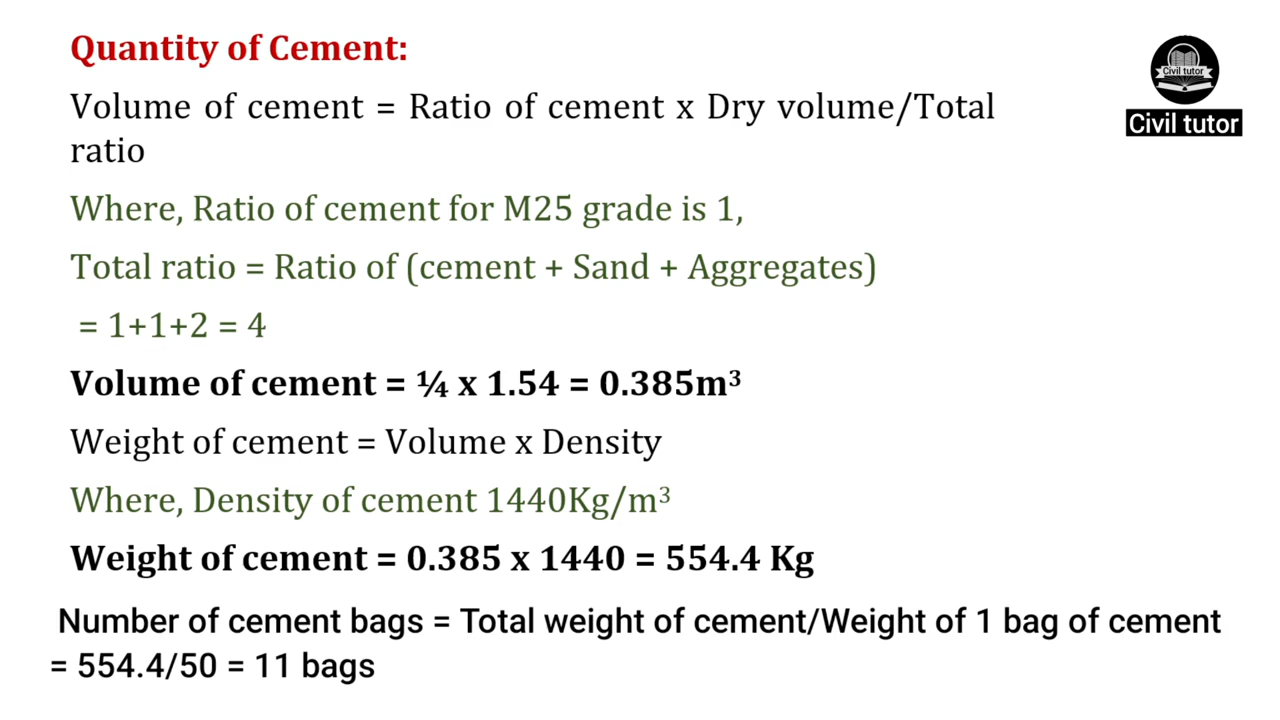 Quantity of Cement:
Civil tutor
Civil tutor
Volume of cement = Ratio of cement x Dry volume/Total
ratio
Where, Ratio of cement for M25 grade is 1,
Total ratio = Ratio of (cement + Sand + Aggregates)
= 1+1+2 = 4
Volume of cement = ¼ x 1.54 = 0.385m³
Weight of cement = Volume x Density
Where, Density of cement 1440Kg/m³
Weight of cement = 0.385 x 1440 = 554.4 Kg
Number of cement bags = Total weight of cement/Weight of 1 bag of cement
= 554.4/50 = 11 bags